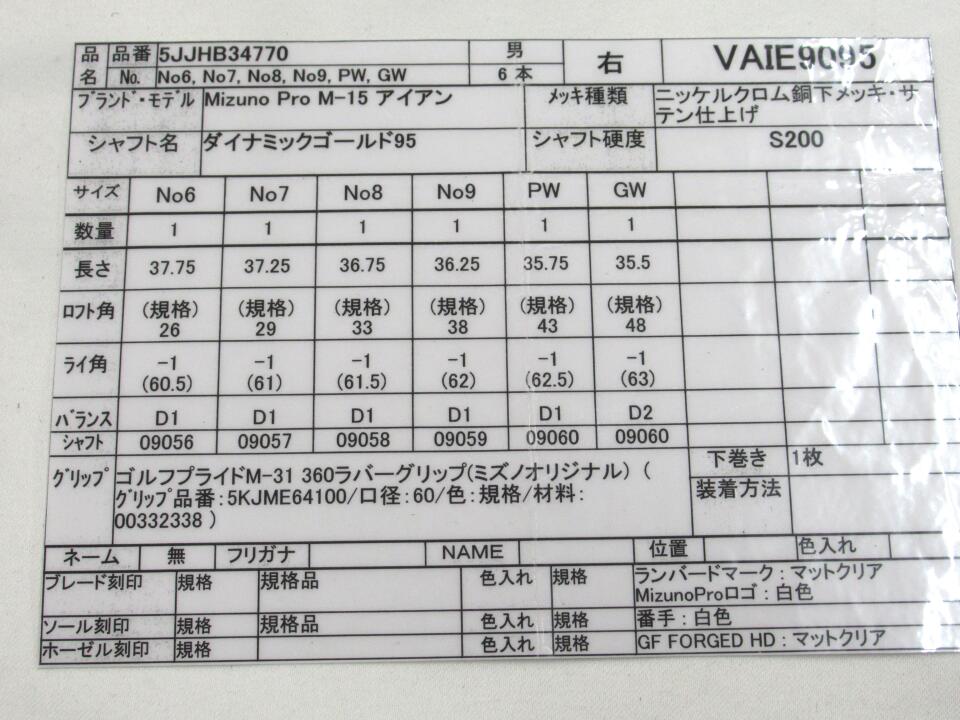 品名 品番 5JJHB34770 男 右 VAIE9095
No. No6, No7, No8, No9, PW, GW 6 本
ブランド・モデル Mizuno Pro M-15 アイアン メッキ種類 ニッケルクロム銅下メッキ・サ
テン仕上げ
シャフト名 ダイナミックゴールド95 シャフト硬度 S200
サイズ No6 No7 No8 No9 PW GW
数量 1 1 1 1 1 1
長さ 37.75 37.25 36.75 36.25 35.75 35.5
ロフト角 (規格) (規格) (規格) (規格) (規格) (規格)
26 29 33 38 43 48
ライ角 -1 -1 -1 -1 -1 -1
(60.5) (61) (61.5) (62) (62.5) (63)
バランス D1 D1 D1 D1 D1 D2
シャフト 09056 09057 09058 09059 09060 09060
グリップ ゴルフプライドM-31 360ラバーグリップ(ミズノオリジナル) ( 下巻き 1枚
グリップ品番:5KJME64100/口径:60/色:規格/材料: 装着方法
00332338 )
ネーム 無 フリガナ NAME 位置 色入れ
ブレード刻印 規格 規格品 色入れ 規格 ランバードマーク:マットクリア
MizunoProロゴ:白色
ソール刻印 規格 規格品 色入れ 規格 番手:白色
ホーゼル刻印 規格 色入れ 規格 GF FORGED HD:マットクリア